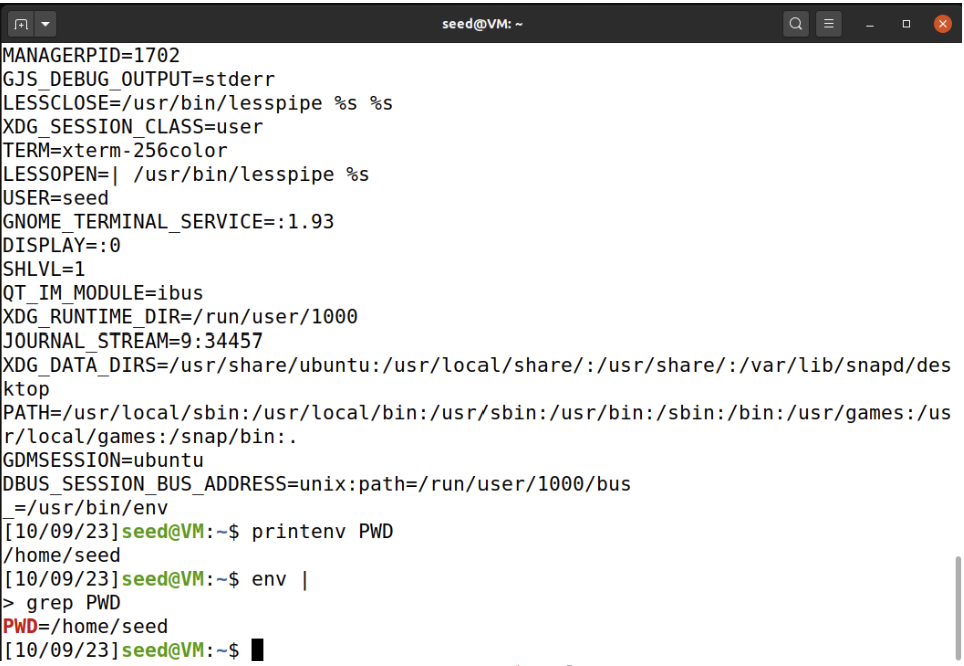 seed@VM: ~
MANAGERPID=1702
GJS_DEBUG_OUTPUT=stderr
LESSCLOSE=/usr/bin/lesspipe %s %s
XDG_SESSION_CLASS=user
TERM=xterm-256color
LESSOPEN=| /usr/bin/lesspipe %s
USER=seed
GNOME_TERMINAL_SERVICE=:1.93
DISPLAY=:0
SHLVL=1
QT_IM_MODULE=ibus
XDG_RUNTIME_DIR=/run/user/1000
JOURNAL_STREAM=9:34457
XDG_DATA_DIRS=/usr/share/ubuntu:/usr/local/share/:/usr/share/:/var/lib/snapd/des
ktop
PATH=/usr/local/sbin:/usr/local/bin:/usr/sbin:/usr/bin:/sbin:/bin:/usr/games:/us
r/local/games:/snap/bin:.
GDMSESSION=ubuntu
DBUS_SESSION_BUS_ADDRESS=unix:path=/run/user/1000/bus
_=/usr/bin/env
[10/09/23]seed@VM:~$ printenv PWD
/home/seed
[10/09/23]seed@VM:~$ env |
> grep PWD
PWD=/home/seed
[10/09/23]seed@VM:~$